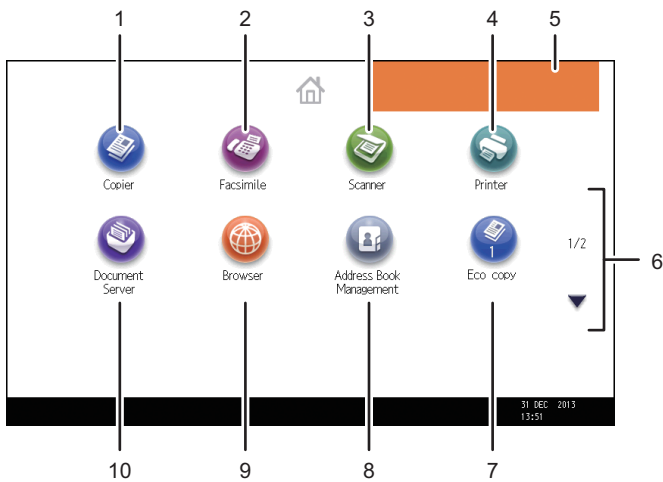 1 2 3 4 5
Copier Facsimile Scanner Printer
1/2
6
Document Server
Browser
Address Book Management
1
Eco copy
31 DEC 2013
13:51
10 9 8 7